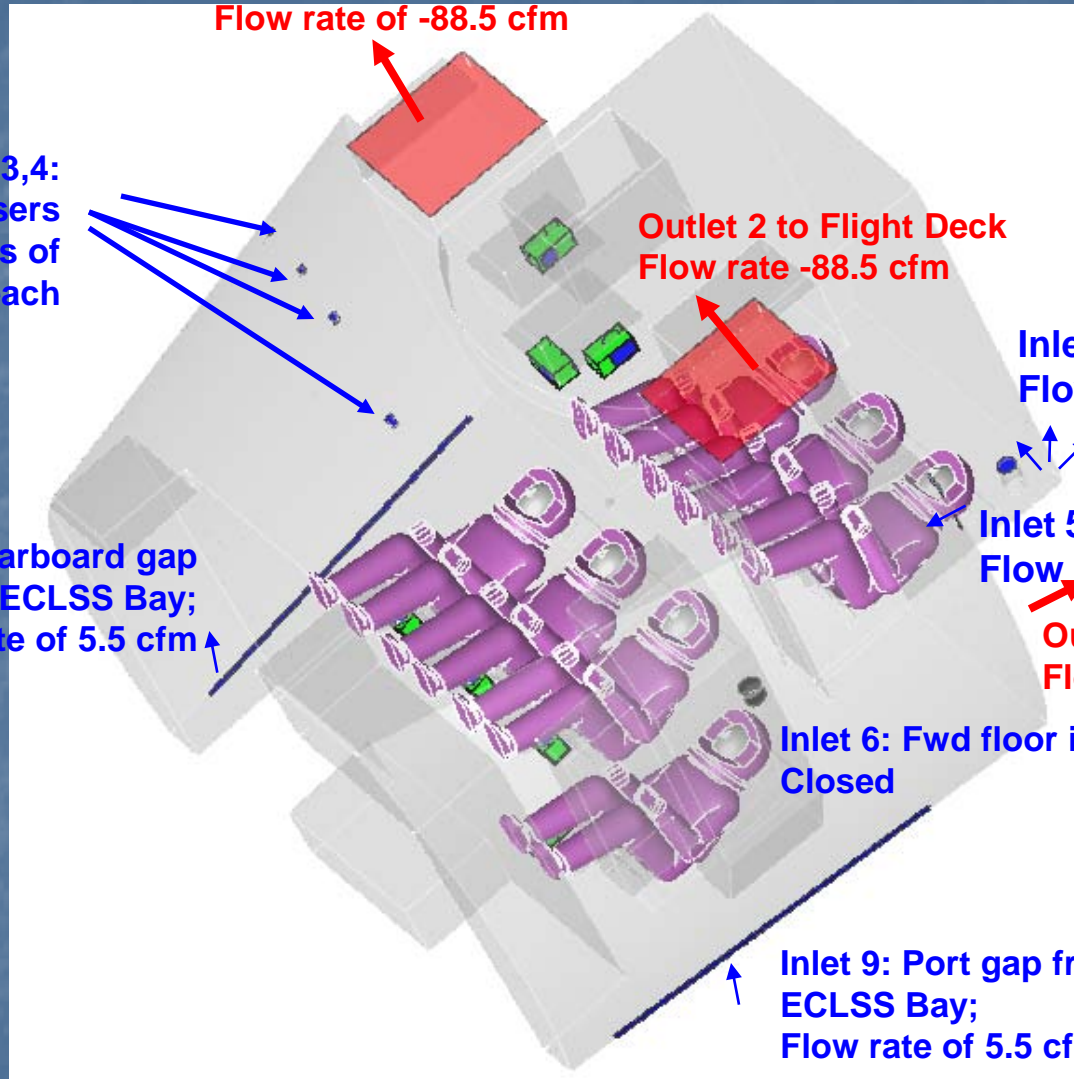 Flow rate of -88.5 cfm
3,4:
sers
s of
ach
Outlet 2 to Flight Deck
Flow rate -88.5 cfm
Inle
Flo
Inlet 5
Flow
Ou
Fl
arboard gap
ECLSS Bay;
te of 5.5 cfm
Inlet 6: Fwd floor i
Closed
Inlet 9: Port gap fr
ECLSS Bay;
Flow rate of 5.5 cf